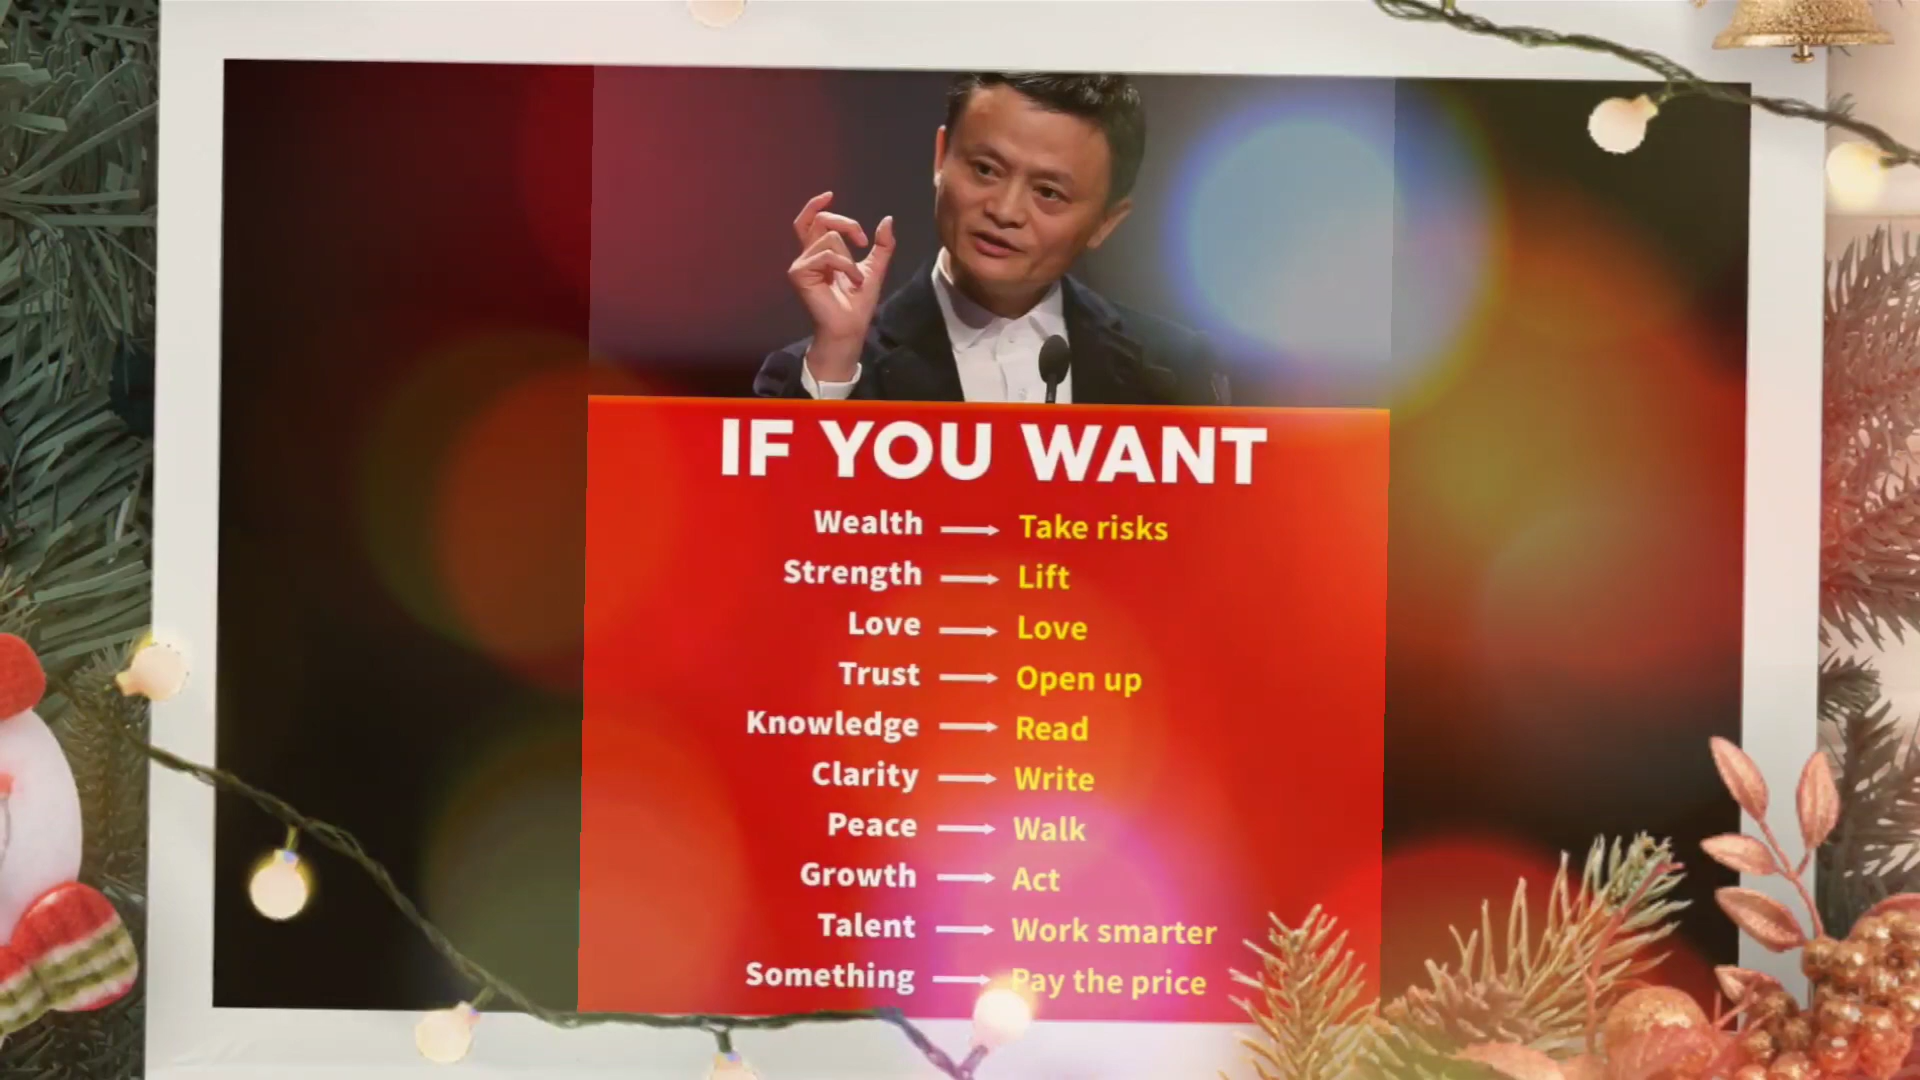 IF YOU WANT
Wealth → Take risks
Strength → Lift
Love → Love
Trust → Open up
Knowledge → Read
Clarity → Write
Peace → Walk
Growth → Act
Talent → Work smarter
Something → Pay the price